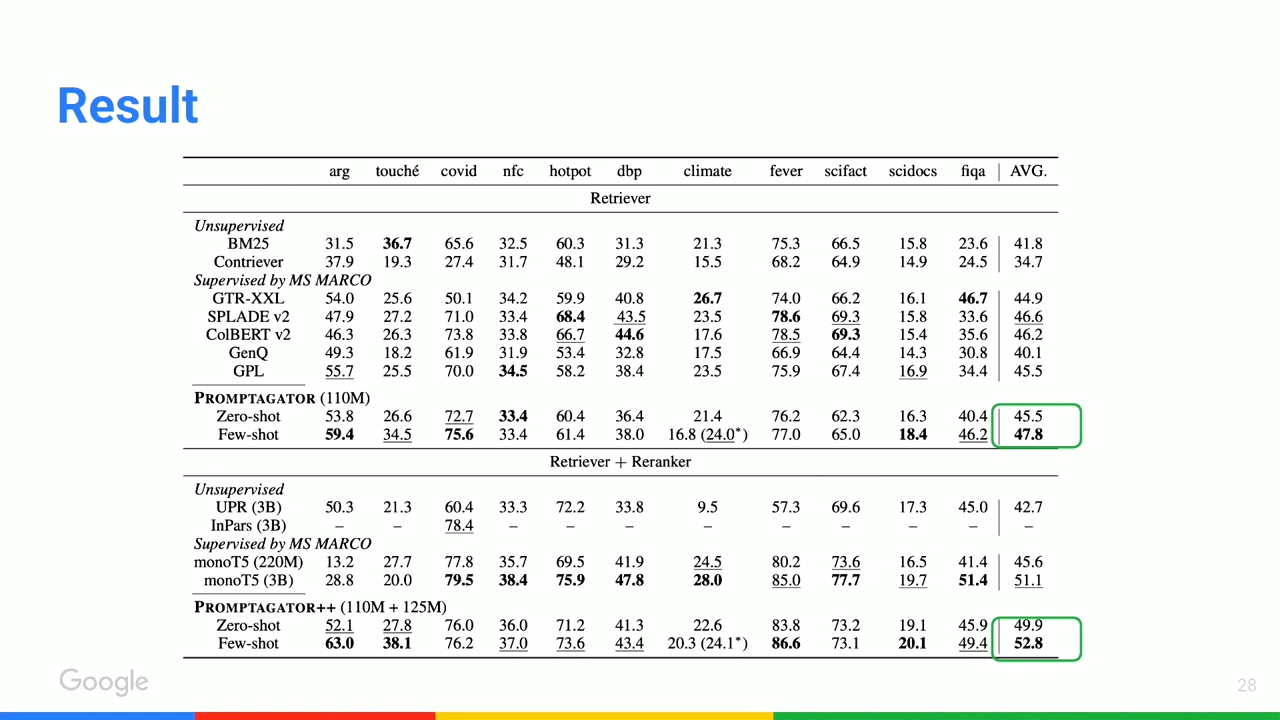 Result
arg touché covid nfc hotpot dbp climate fever scifact scidocs fiqa AVG.
Retriever
Unsupervised
BM25 31.5 36.7 65.6 32.5 60.3 31.3 21.3 75.3 66.5 15.8 23.6 41.8
Contriever 37.9 19.3 27.4 31.7 48.1 29.2 15.5 68.2 64.9 14.9 24.5 34.7
Supervised by MS MARCO
GTR-XXL 54.0 25.6 50.1 34.2 59.9 40.8 26.7 74.0 66.2 16.1 46.7 44.9
SPLADE v2 47.9 27.2 71.0 33.4 68.4 43.5 23.5 78.6 69.3 15.8 33.6 46.6
ColBERT v2 46.3 26.3 73.8 33.8 66.7 44.6 17.6 78.5 69.3 15.4 35.6 46.2
GenQ 49.3 18.2 61.9 31.9 53.4 32.8 17.5 66.9 64.4 14.3 30.8 40.1
GPL 55.7 25.5 70.0 34.5 58.2 38.4 23.5 75.9 67.4 16.9 34.4 45.5
PROMPTAGATOR (110M)
Zero-shot 53.8 26.6 72.7 33.4 60.4 36.4 21.4 76.2 62.3 16.3 40.4 45.5
Few-shot 59.4 34.5 75.6 33.4 61.4 38.0 16.8 (24.0*) 77.0 65.0 18.4 46.2 47.8
Retriever + Reranker
Unsupervised
UPR (3B) 50.3 21.3 60.4 33.3 72.2 33.8 9.5 57.3 69.6 17.3 45.0 42.7
InPars (3B) – – 78.4 – – – – – – – – –
Supervised by MS MARCO
monoT5 (220M) 13.2 27.7 77.8 35.7 69.5 41.9 24.5 80.2 73.6 16.5 41.4 45.6
monoT5 (3B) 28.8 20.0 79.5 38.4 75.9 47.8 28.0 85.0 77.7 19.7 51.4 51.1
PROMPTAGATOR++ (110M + 125M)
Zero-shot 52.1 27.8 76.0 36.0 71.2 41.3 22.6 83.8 73.2 19.1 45.9 49.9
Few-shot 63.0 38.1 76.2 37.0 73.6 43.4 20.3 (24.1*) 86.6 73.1 20.1 49.4 52.8
Google
28